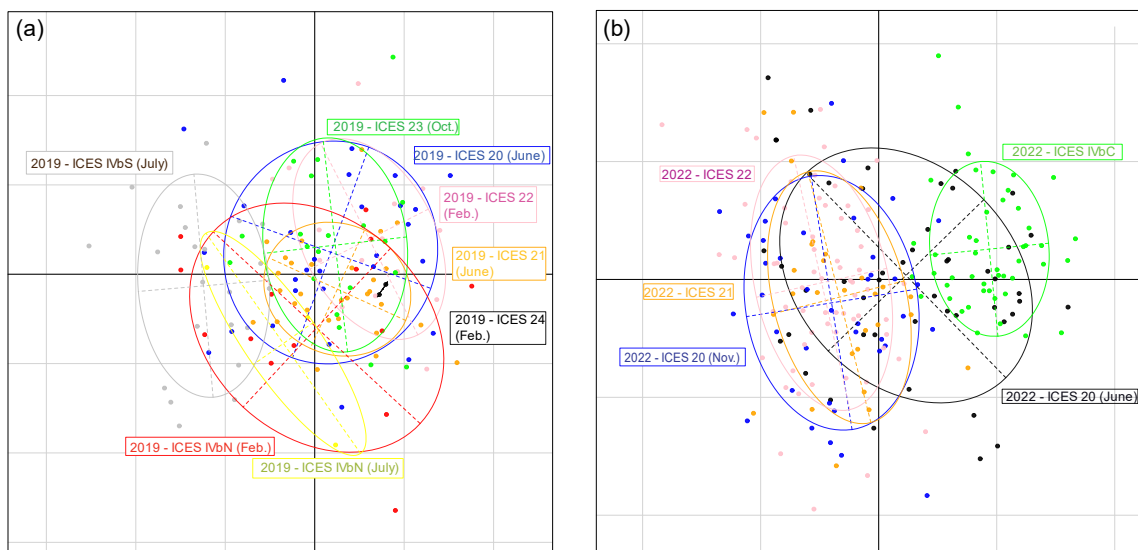 (a)
2019 - ICES 23 (Oct.)
2019 - ICES IVbS (July)
2019 - ICES 20 (June)
2019 - ICES 22
(Feb.)
2019 - ICES 21
(June)
2019 - ICES 24
(Feb.)
2019 - ICES IVbN (Feb.)
2019 - ICES IVbN (July)
(b)
2022 - ICES IVbC
2022 - ICES 22
2022 - ICES 21
2022 - ICES 20 (Nov.)
2022 - ICES 20 (June)